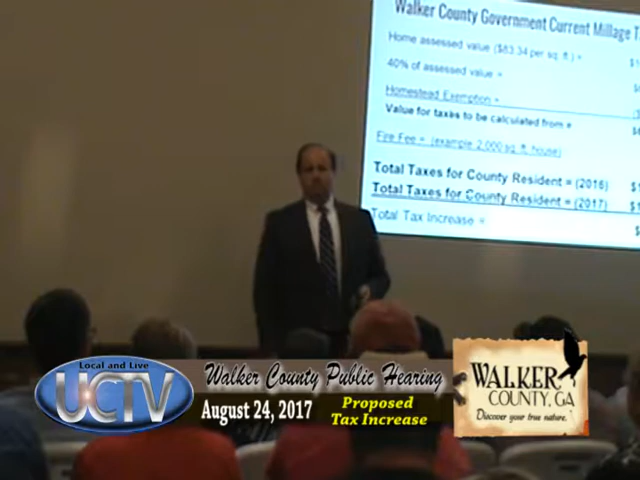 Walker County Government Current Millage
Home assessed value ($83.34 per sq. ft.) =
40% of assessed value =
Homestead Exemption =
Value for taxes to be calculated from =
Fire Fee = (example 2,000 sq. ft. house)
Total Taxes for County Resident = (2016)
Total Taxes for County Resident = (2017)
Total Tax Increase =
Local and Live
UCTV
Walker County Public Hearing
August 24, 2017
Proposed
Tax Increase
WALKER
COUNTY, GA
Discover your true nature.